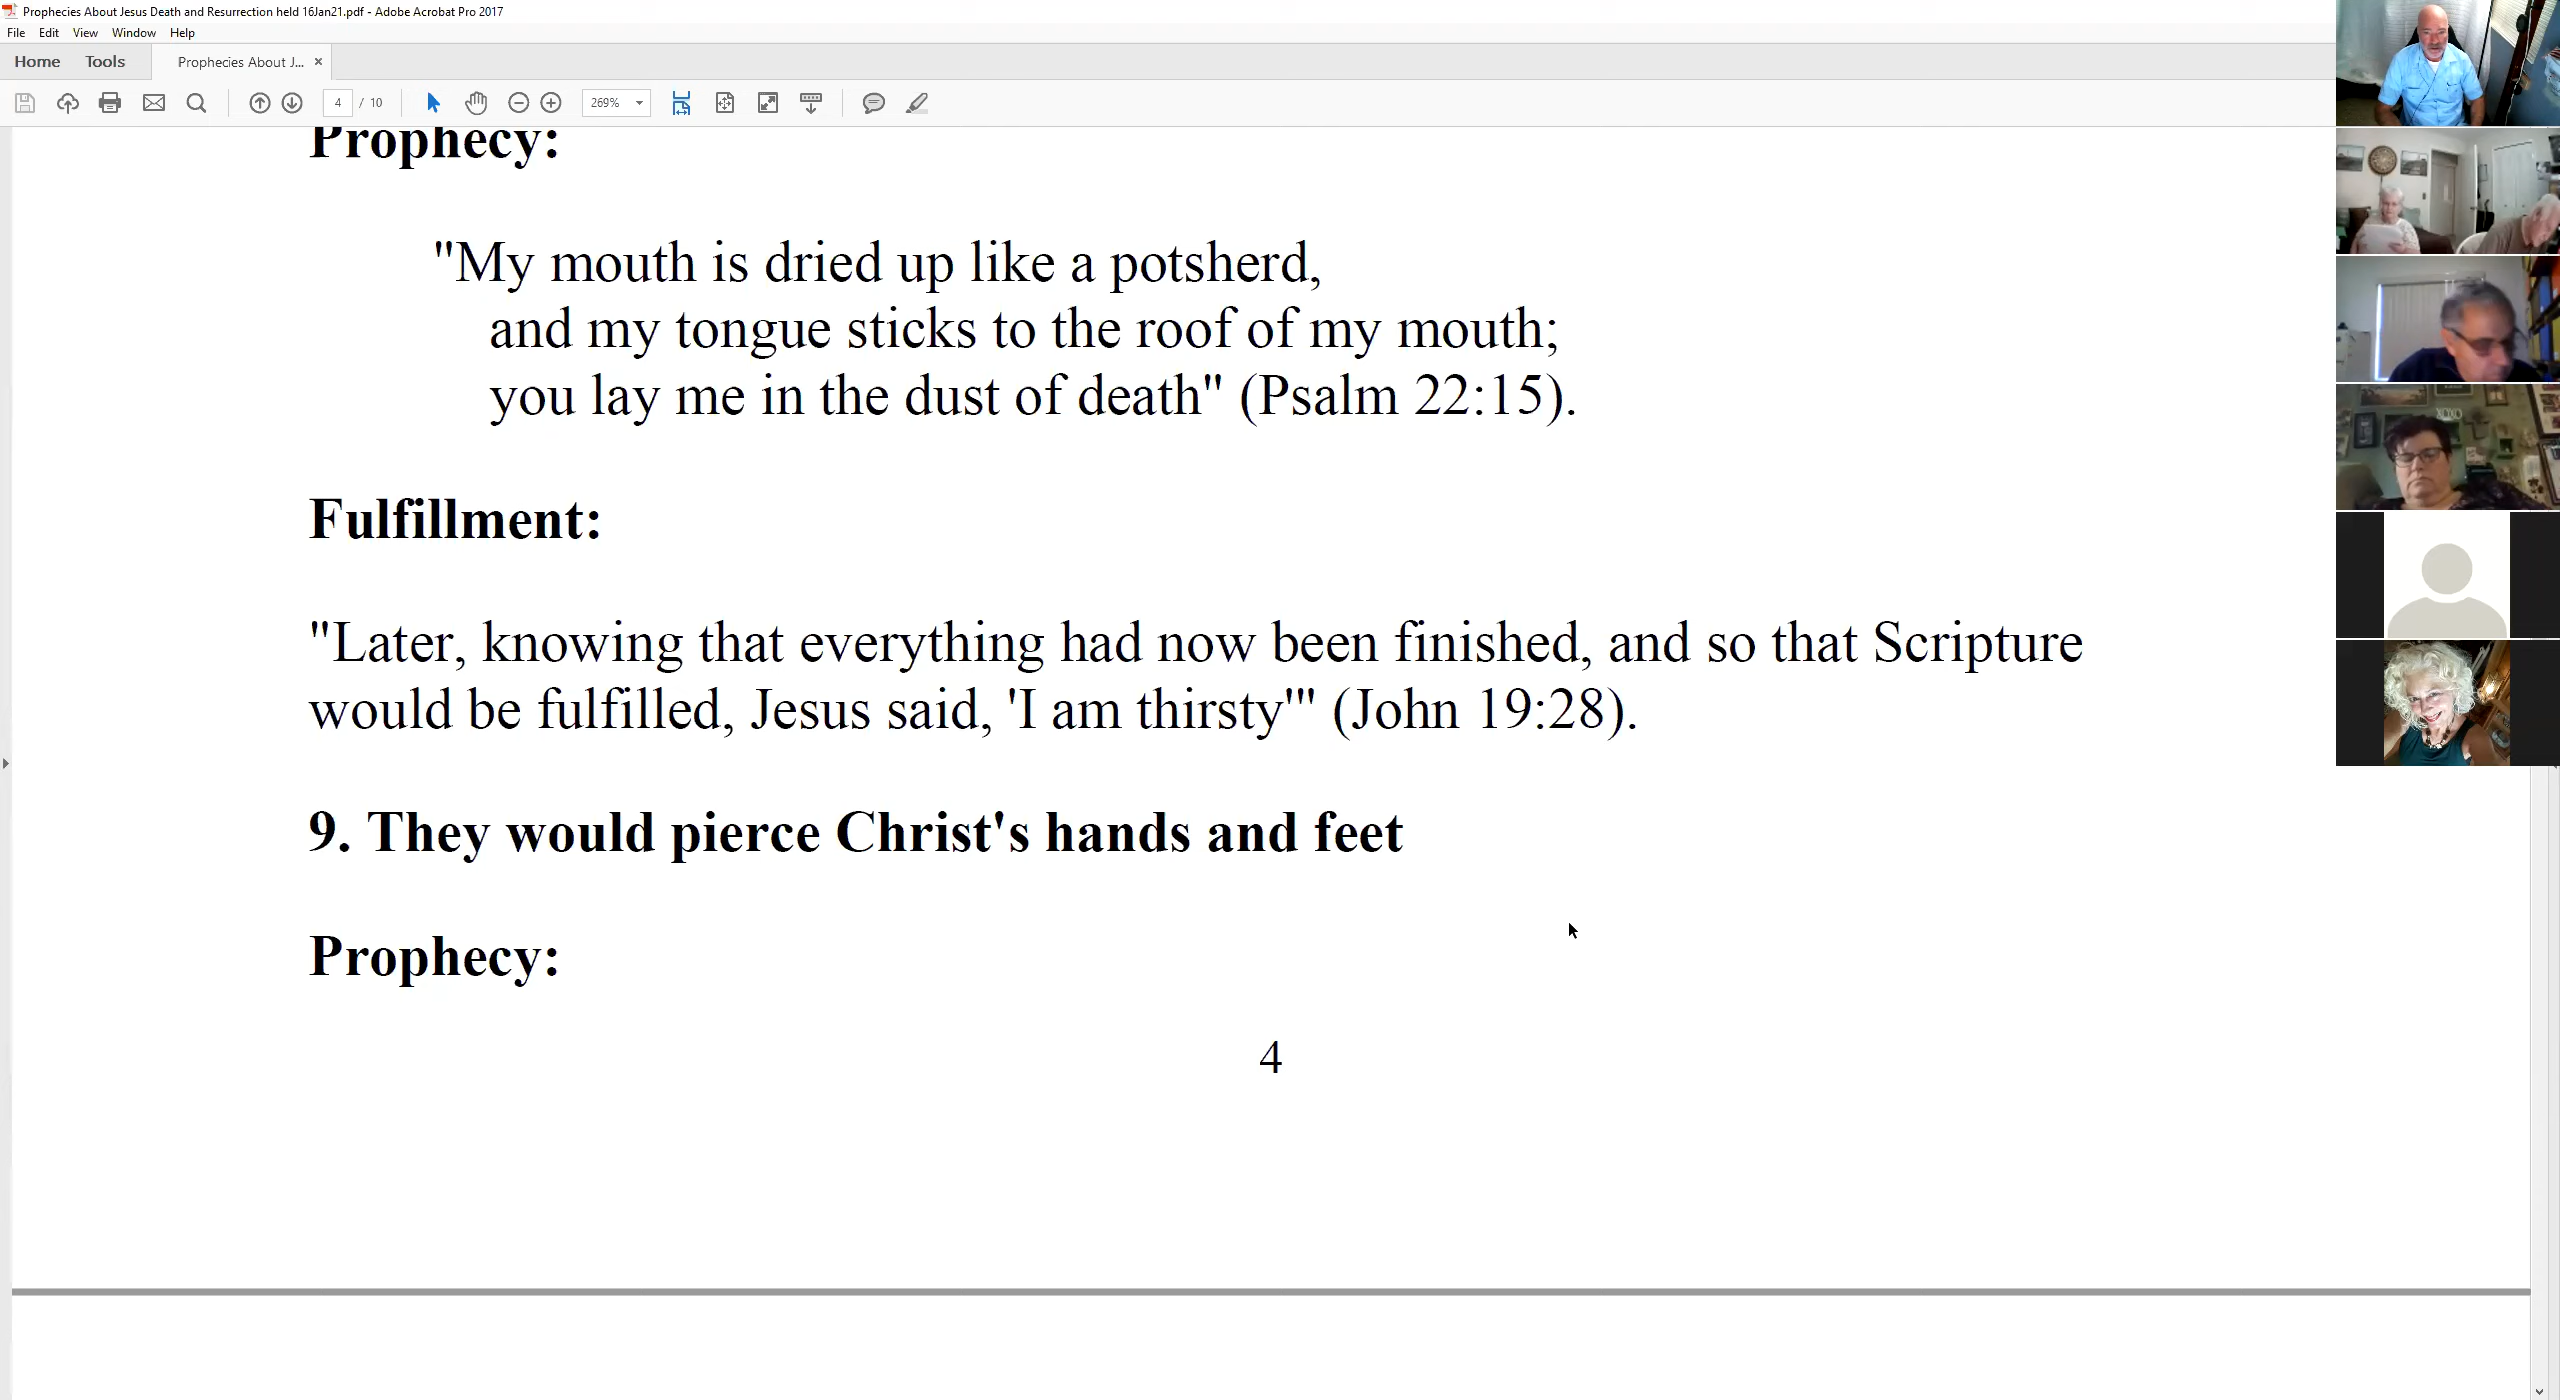 Prophecies About Jesus Death and Resurrection held 16Jan21.pdf - Adobe Acrobat Pro 2017
File Edit View Window Help
Home Tools Prophecies About J... ×
4 / 10 269%
Prophecy:
"My mouth is dried up like a potsherd,
and my tongue sticks to the roof of my mouth;
you lay me in the dust of death" (Psalm 22:15).
Fulfillment:
"Later, knowing that everything had now been finished, and so that Scripture
would be fulfilled, Jesus said, 'I am thirsty'" (John 19:28).
9. They would pierce Christ's hands and feet
Prophecy:
4
XOXO